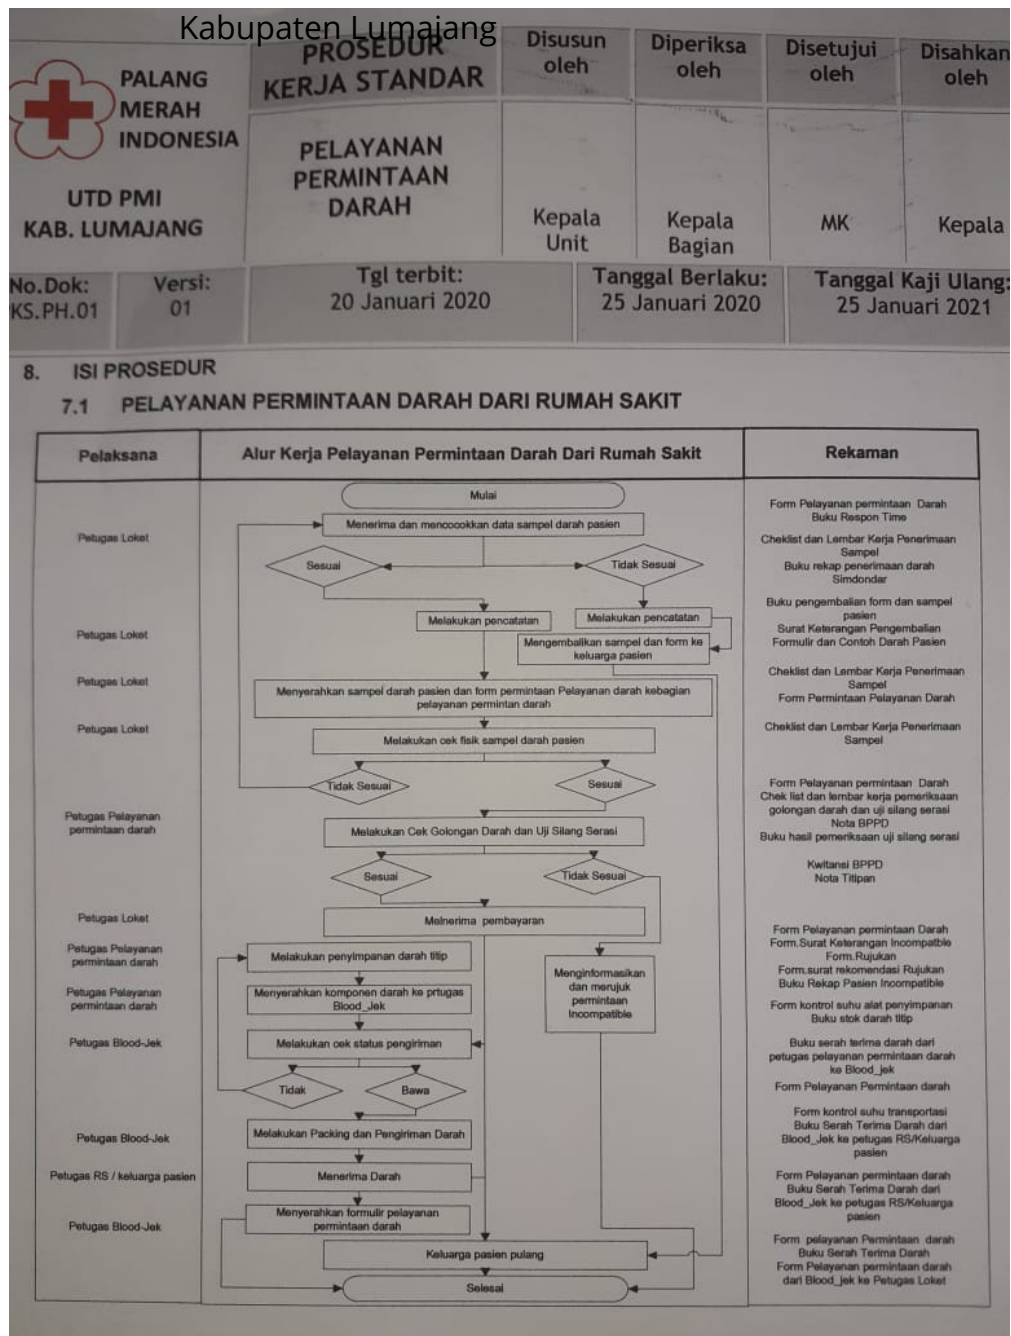 Kabupaten Lumajang
PALANG
MERAH
INDONESIA
UTD PMI
KAB. LUMAJANG
PROSEDUR
KERJA STANDAR
PELAYANAN
PERMINTAAN
DARAH
Disusun
oleh
Kepala
Unit
Diperiksa
oleh
Kepala
Bagian
Disetujui
oleh
MK
Disahkan
oleh
Kepala
No.Dok:
KS.PH.01
Versi:
01
Tgl terbit:
20 Januari 2020
Tanggal Berlaku:
25 Januari 2020
Tanggal Kaji Ulang:
25 Januari 2021
8. ISI PROSEDUR
7.1 PELAYANAN PERMINTAAN DARAH DARI RUMAH SAKIT
Pelaksana
Alur Kerja Pelayanan Permintaan Darah Dari Rumah Sakit
Rekaman
Mulai
Form Pelayanan permintaan Darah
Buku Respon Time
Petugas Loket
Menerima dan mencocokkan data sampel darah pasien
Sesuai
Tidak Sesuai
Cheklist dan Lembar Kerja Penerimaan
Sampel
Buku rekap penerimaan darah
Simdondar
Petugas Loket
Melakukan pencatatan
Melakukan pencatatan
Mengembalikan sampel dan form ke
keluarga pasien
Buku pengembalian form dan sampel
pasien
Surat Keterangan Pengembalian
Formulir dan Contoh Darah Pasien
Petugas Loket
Menyerahkan sampel darah pasien dan form permintaan Pelayanan darah kebagian
pelayanan permintan darah
Cheklist dan Lembar Kerja Penerimaan
Sampel
Form Permintaan Pelayanan Darah
Petugas Loket
Melakukan cek fisik sampel darah pasien
Cheklist dan Lembar Kerja Penerimaan
Sampel
Tidak Sesuai
Sesuai
Petugas Pelayanan
permintaan darah
Melakukan Cek Golongan Darah dan Uji Silang Serasi
Form Pelayanan permintaan Darah
Chek list dan lembar kerja pemeriksaan
golongan darah dan uji silang serasi
Nota BPPD
Buku hasil pemeriksaan uji silang serasi
Sesuai
Tidak Sesuai
Kwitansi BPPD
Nota Titipan
Petugas Loket
Melnerima pembayaran
Petugas Pelayanan
permintaan darah
Melakukan penyimpanan darah titip
Menginformasikan
dan merujuk
permintaan
Incompatible
Form Pelayanan permintaan Darah
Form.Surat Keterangan Incompatble
Form.Rujukan
Form.surat rekomendasi Rujukan
Buku Rekap Pasien Incompatible
Petugas Pelayanan
permintaan darah
Menyerahkan komponen darah ke prtugas
Blood_Jek
Form kontrol suhu alat penyimpanan
Buku stok darah titip
Petugas Blood-Jek
Melakukan cek status pengiriman
Buku serah terima darah dari
petugas pelayanan permintaan darah
ke Blood_jek
Tidak
Bawa
Form Pelayanan Permintaan darah
Petugas Blood-Jek
Melakukan Packing dan Pengiriman Darah
Form kontrol suhu transportasi
Buku Serah Terima Darah dari
Blood_Jek ke petugas RS/Keluarga
pasien
Petugas RS / keluarga pasien
Menerima Darah
Form Pelayanan permintaan darah
Buku Serah Terima Darah dari
Blood_Jek ke petugas RS/Keluarga
pasien
Petugas Blood-Jek
Menyerahkan formulir pelayanan
permintaan darah
Keluarga pasien pulang
Form pelayanan Permintaan darah
Buku Serah Terima Darah
Form Pelayanan permintaan darah
dari Blood_jek ke Petugas Loket
Selesai